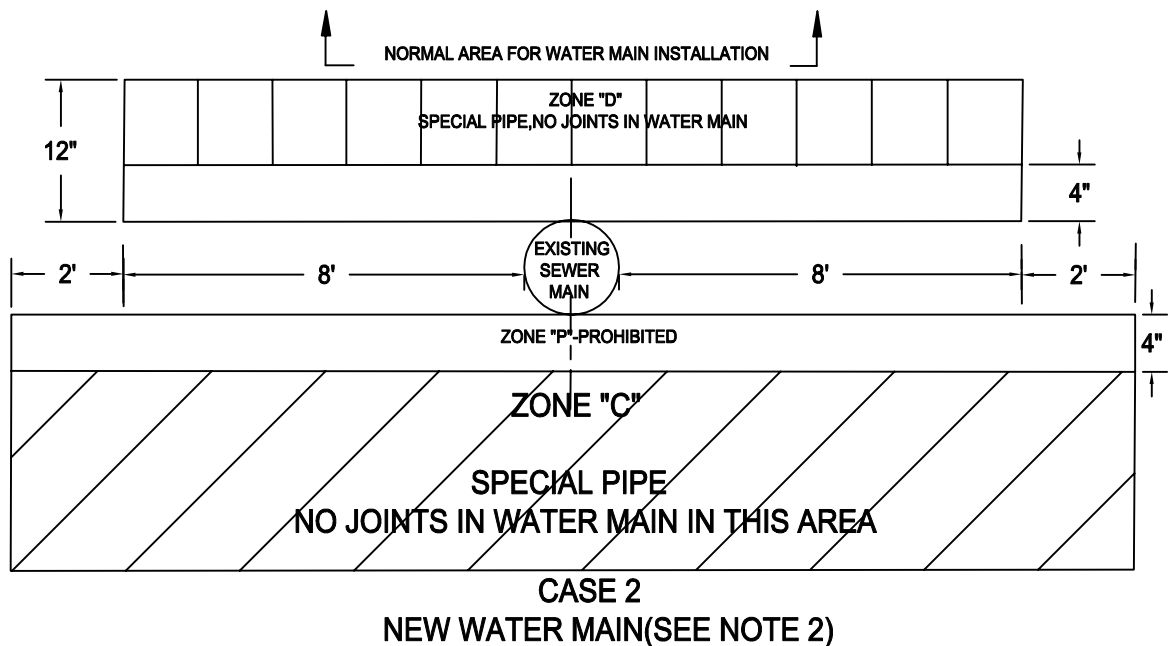 NORMAL AREA FOR WATER MAIN INSTALLATION
ZONE "D"
SPECIAL PIPE,NO JOINTS IN WATER MAIN
12"
4"
EXISTING
SEWER
MAIN
2'
8'
8'
2'
ZONE "P"-PROHIBITED
4"
ZONE "C"
SPECIAL PIPE
NO JOINTS IN WATER MAIN IN THIS AREA
CASE 2
NEW WATER MAIN(SEE NOTE 2)